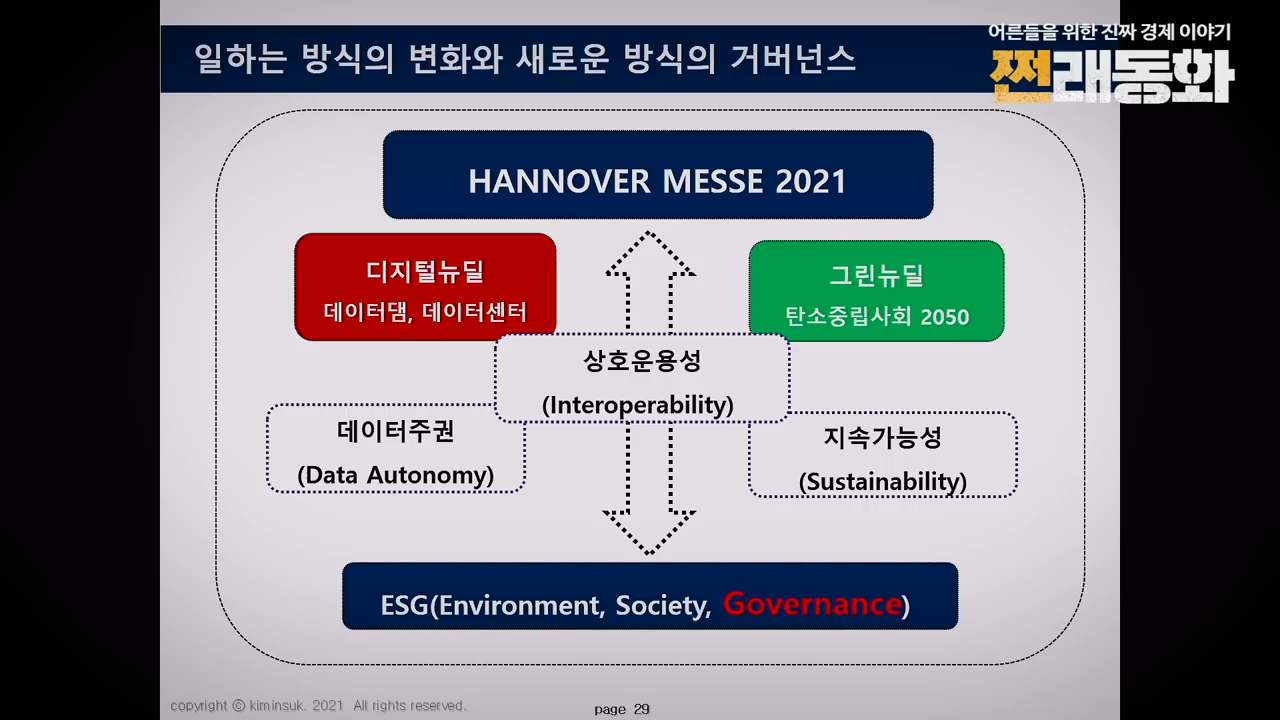 일하는 방식의 변화와 새로운 방식의 거버넌스
어른들을 위한 진짜 경제 이야기
쩐래동화
HANNOVER MESSE 2021
디지털뉴딜
데이터댐, 데이터센터
그린뉴딜
탄소중립사회 2050
상호운용성
(Interoperability)
데이터주권
(Data Autonomy)
지속가능성
(Sustainability)
ESG(Environment, Society, Governance)
copyright ⓒ kiminsuk. 2021 All rights reserved.
page 29